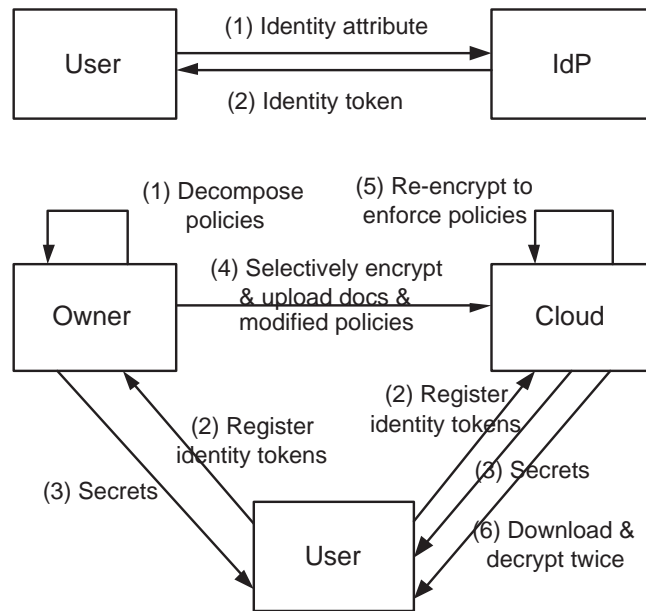 (1) Identity attribute
User
IdP
(2) Identity token
(1) Decompose
policies
(5) Re-encrypt to
enforce policies
(4) Selectively encrypt
& upload docs &
modified policies
Owner
Cloud
(2) Register
identity tokens
(2) Register
identity tokens
(3) Secrets
(3) Secrets
(6) Download &
decrypt twice
User